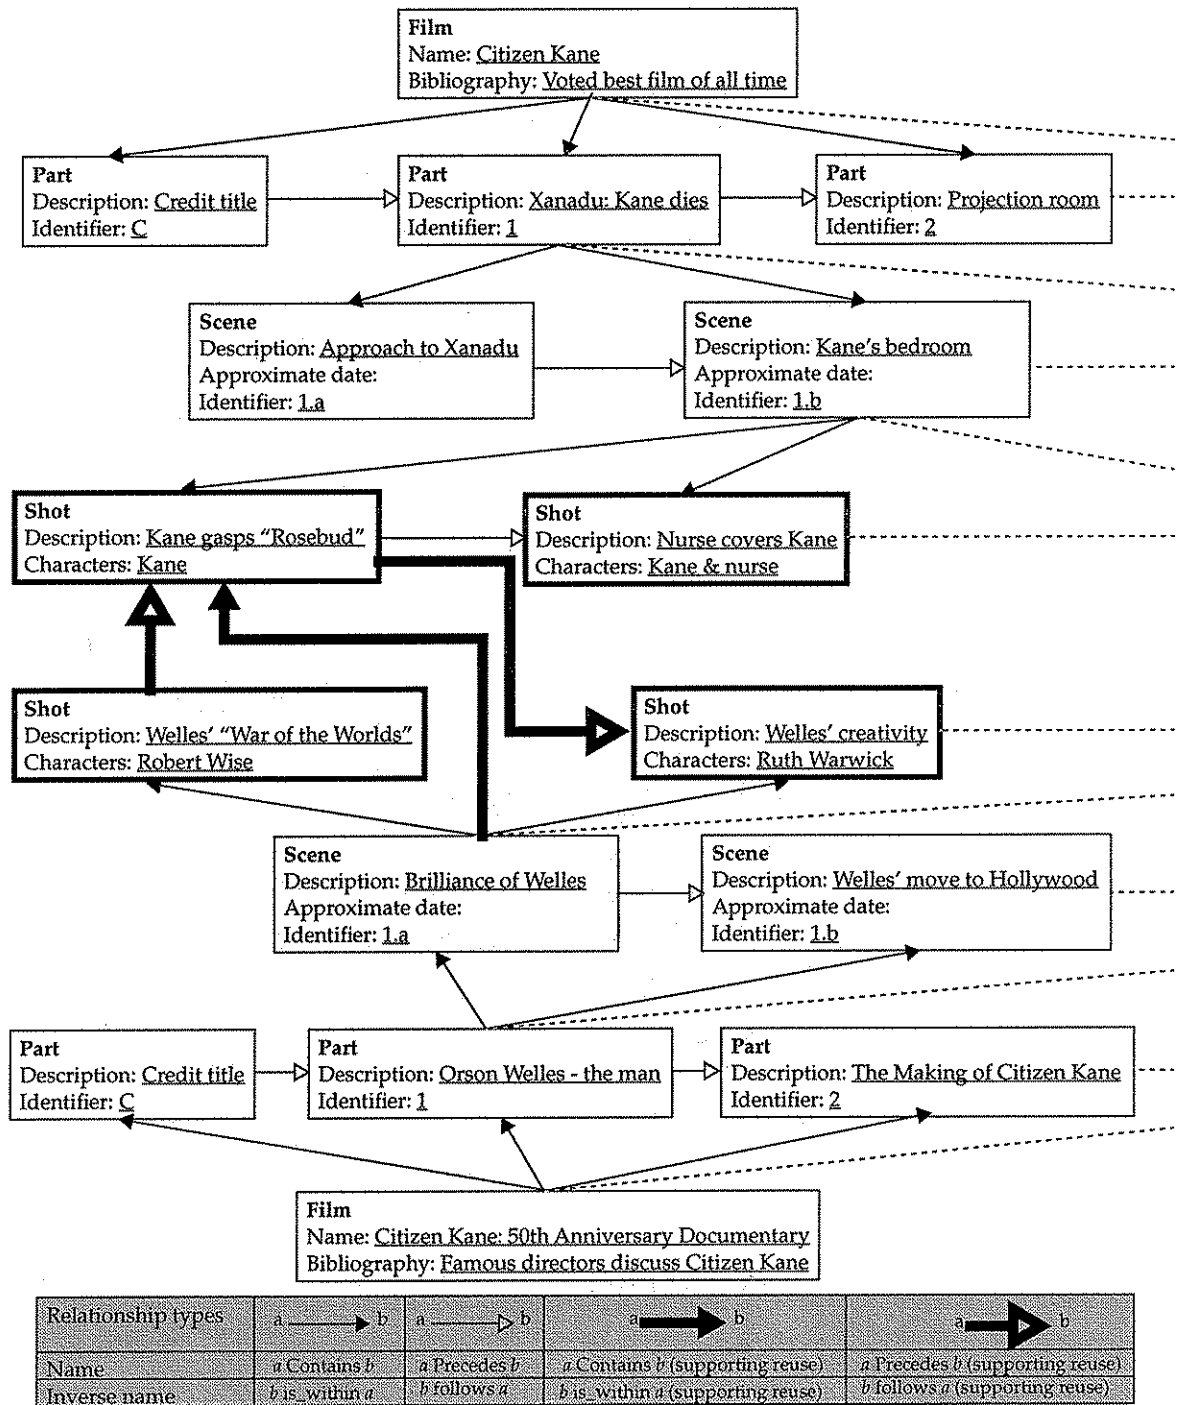 Film
Name: Citizen Kane
Bibliography: Voted best film of all time
Part
Description: Credit title
Identifier: C
Part
Description: Xanadu: Kane dies
Identifier: 1
Part
Description: Projection room
Identifier: 2
Scene
Description: Approach to Xanadu
Approximate date:
Identifier: 1.a
Scene
Description: Kane's bedroom
Approximate date:
Identifier: 1.b
Shot
Description: Kane gasps "Rosebud"
Characters: Kane
Shot
Description: Nurse covers Kane
Characters: Kane & nurse
Shot
Description: Welles' "War of the Worlds"
Characters: Robert Wise
Shot
Description: Welles' creativity
Characters: Ruth Warwick
Scene
Description: Brilliance of Welles
Approximate date:
Identifier: 1.a
Scene
Description: Welles' move to Hollywood
Approximate date:
Identifier: 1.b
Part
Description: Credit title
Identifier: C
Part
Description: Orson Welles - the man
Identifier: 1
Part
Description: The Making of Citizen Kane
Identifier: 2
Film
Name: Citizen Kane: 50th Anniversary Documentary
Bibliography: Famous directors discuss Citizen Kane
Relationship types a b a b a b a b
Name a Contains b a Precedes b a Contains b (supporting reuse) a Precedes b (supporting reuse)
Inverse name b is_within a b follows a b is_within a (supporting reuse) b follows a (supporting reuse)